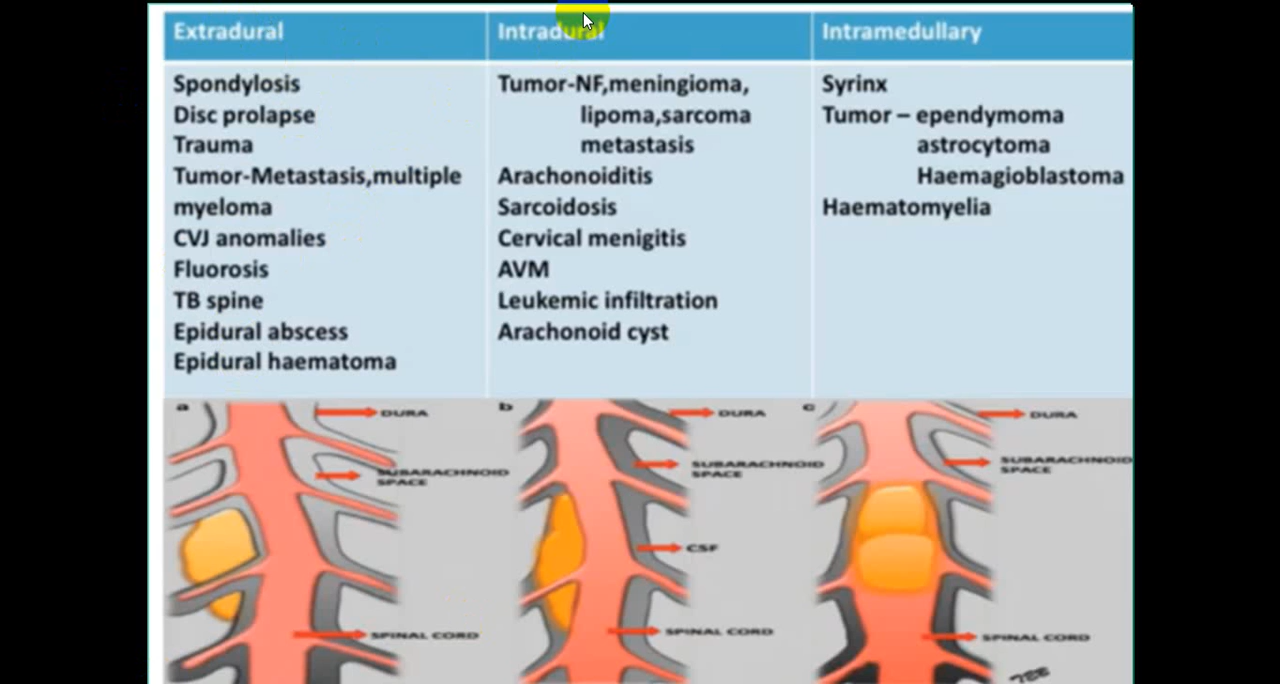 Extradural
Spondylosis
Disc prolapse
Trauma
Tumor-Metastasis,multiple
myeloma
CVJ anomalies
Fluorosis
TB spine
Epidural abscess
Epidural haematoma
Intradural
Tumor-NF,meningioma,
lipoma,sarcoma
metastasis
Arachonoiditis
Sarcoidosis
Cervical menigitis
AVM
Leukemic infiltration
Arachonoid cyst
Intramedullary
Syrinx
Tumor – ependymoma
astrocytoma
Haemagioblastoma
Haematomyelia
a
DURA
SUBARACHNOID
SPACE
SPINAL CORD
b
DURA
SUBARACHNOID
SPACE
CSF
SPINAL CORD
c
DURA
SUBARACHNOID
SPACE
SPINAL CORD